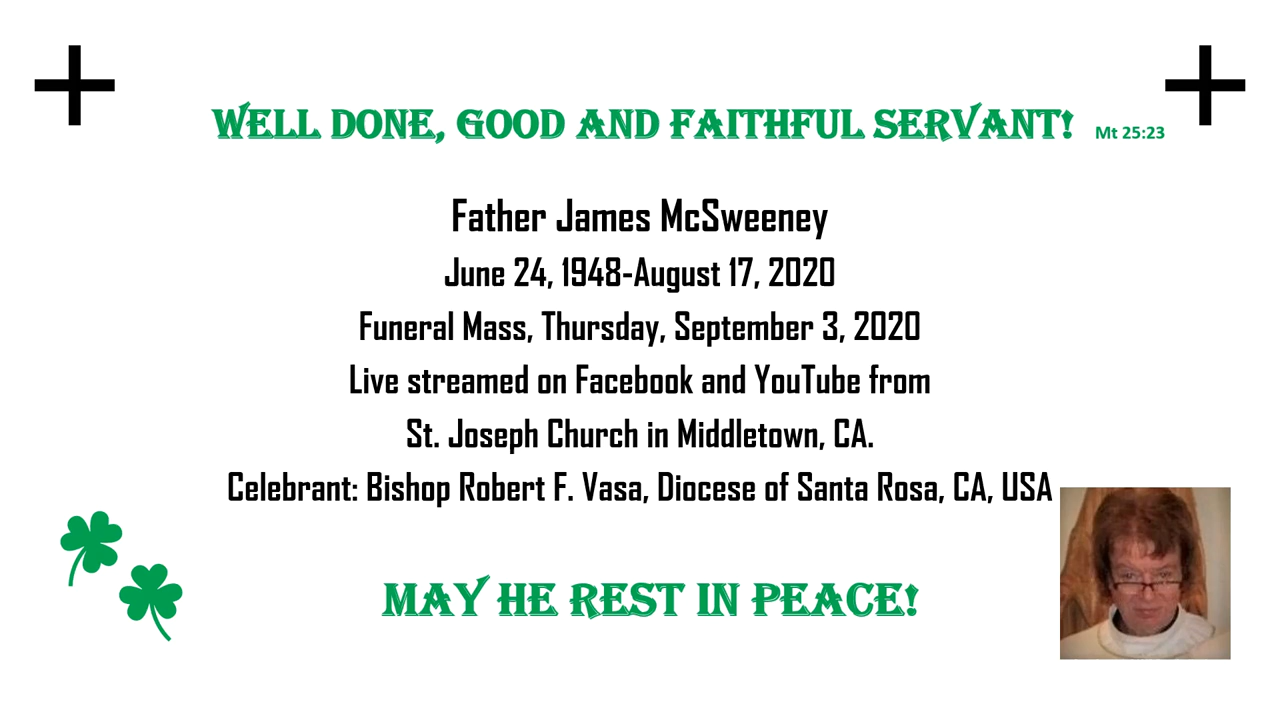 WELL DONE, GOOD AND FAITHFUL SERVANT! Mt 25:23
Father James McSweeney
June 24, 1948-August 17, 2020
Funeral Mass, Thursday, September 3, 2020
Live streamed on Facebook and YouTube from
St. Joseph Church in Middletown, CA.
Celebrant: Bishop Robert F. Vasa, Diocese of Santa Rosa, CA, USA
MAY HE REST IN PEACE!